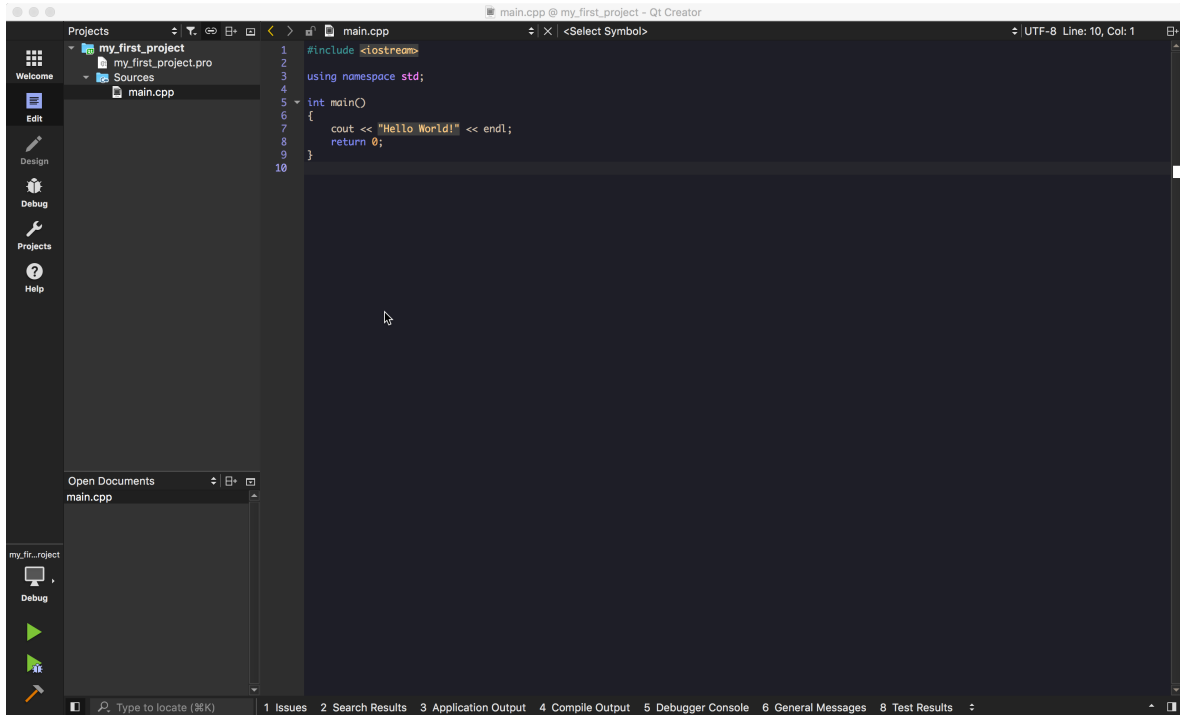 main.cpp @ my_first_project - Qt Creator
Projects
main.cpp
<Select Symbol>
UTF-8 Line: 10, Col: 1
Welcome
Edit
Design
Debug
Projects
Help
my_first_project
my_first_project.pro
Sources
main.cpp
1 #include <iostream>
2
3 using namespace std;
4
5 int main()
6 {
7 cout << "Hello World!" << endl;
8 return 0;
9 }
10
Open Documents
main.cpp
my_fir...roject
Debug
Type to locate (⌘K)
1 Issues 2 Search Results 3 Application Output 4 Compile Output 5 Debugger Console 6 General Messages 8 Test Results